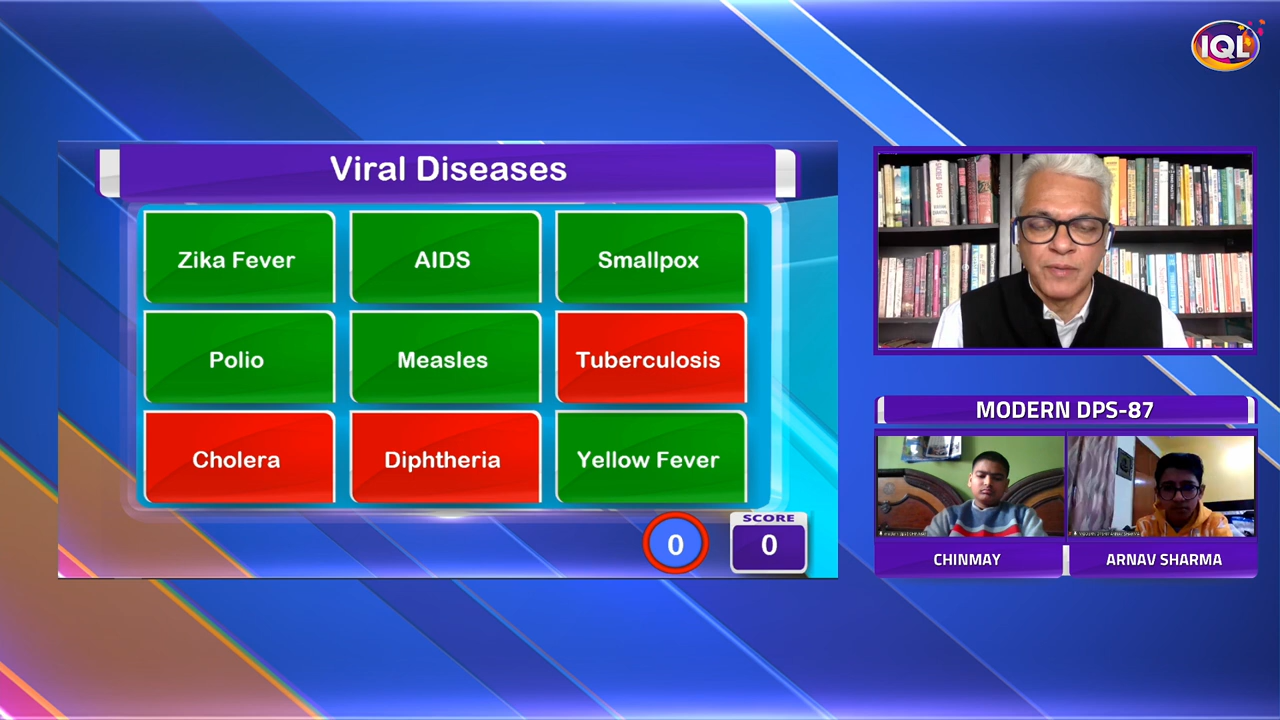 IQL
Viral Diseases
Zika Fever
AIDS
Smallpox
Polio
Measles
Tuberculosis
Cholera
Diphtheria
Yellow Fever
0
SCORE
0
MODERN DPS-87
CHINMAY
ARNAV SHARMA